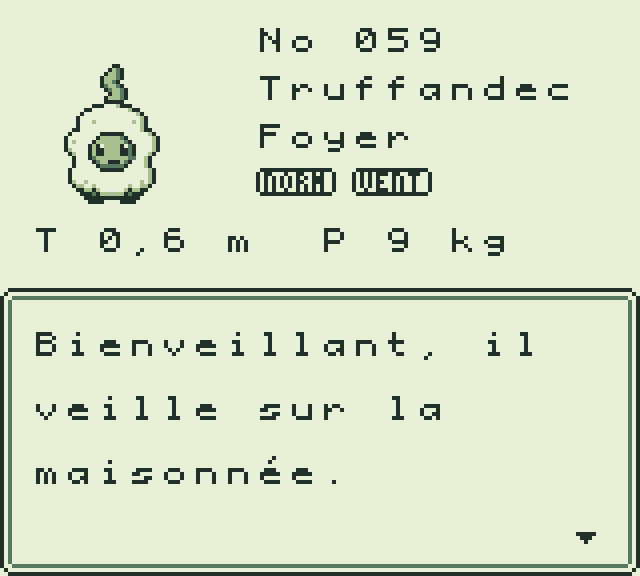 No 059
Truffandec
Foyer
NORM VENT
T 0,6 m P 9 kg
Bienveillant, il
veille sur la
maisonnée.